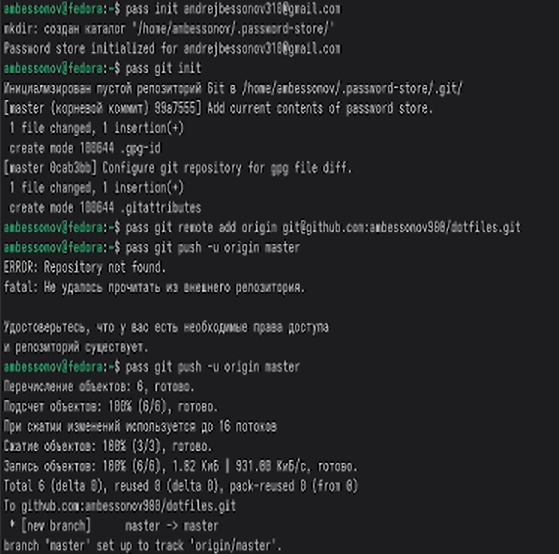 ambessonov@fedora:~$ pass init andrejbessonov310@gmail.com
mkdir: создан каталог '/home/ambessonov/.password-store/'
Password store initialized for andrejbessonov310@gmail.com
ambessonov@fedora:~$ pass git init
Инициализирован пустой репозиторий Git в /home/ambessonov/.password-store/.git/
[master (корневой коммит) 99a7555] Add current contents of password store.
1 file changed, 1 insertion(+)
create mode 100644 .gpg-id
[master 0cab3bb] Configure git repository for gpg file diff.
1 file changed, 1 insertion(+)
create mode 100644 .gitattributes
ambessonov@fedora:~$ pass git remote add origin git@github.com:ambessonov980/dotfiles.git
ambessonov@fedora:~$ pass git push -u origin master
ERROR: Repository not found.
fatal: Не удалось прочитать из внешнего репозитория.
Удостоверьтесь, что у вас есть необходимые права доступа
и репозиторий существует.
ambessonov@fedora:~$ pass git push -u origin master
Перечисление объектов: 6, готово.
Подсчет объектов: 100% (6/6), готово.
При сжатии изменений используется до 16 потоков
Сжатие объектов: 100% (3/3), готово.
Запись объектов: 100% (6/6), 1.02 КиБ | 931.00 КиБ/с, готово.
Total 6 (delta 0), reused 0 (delta 0), pack-reused 0 (from 0)
To github.com:ambessonov980/dotfiles.git
* [new branch] master -> master
branch 'master' set up to track 'origin/master'.